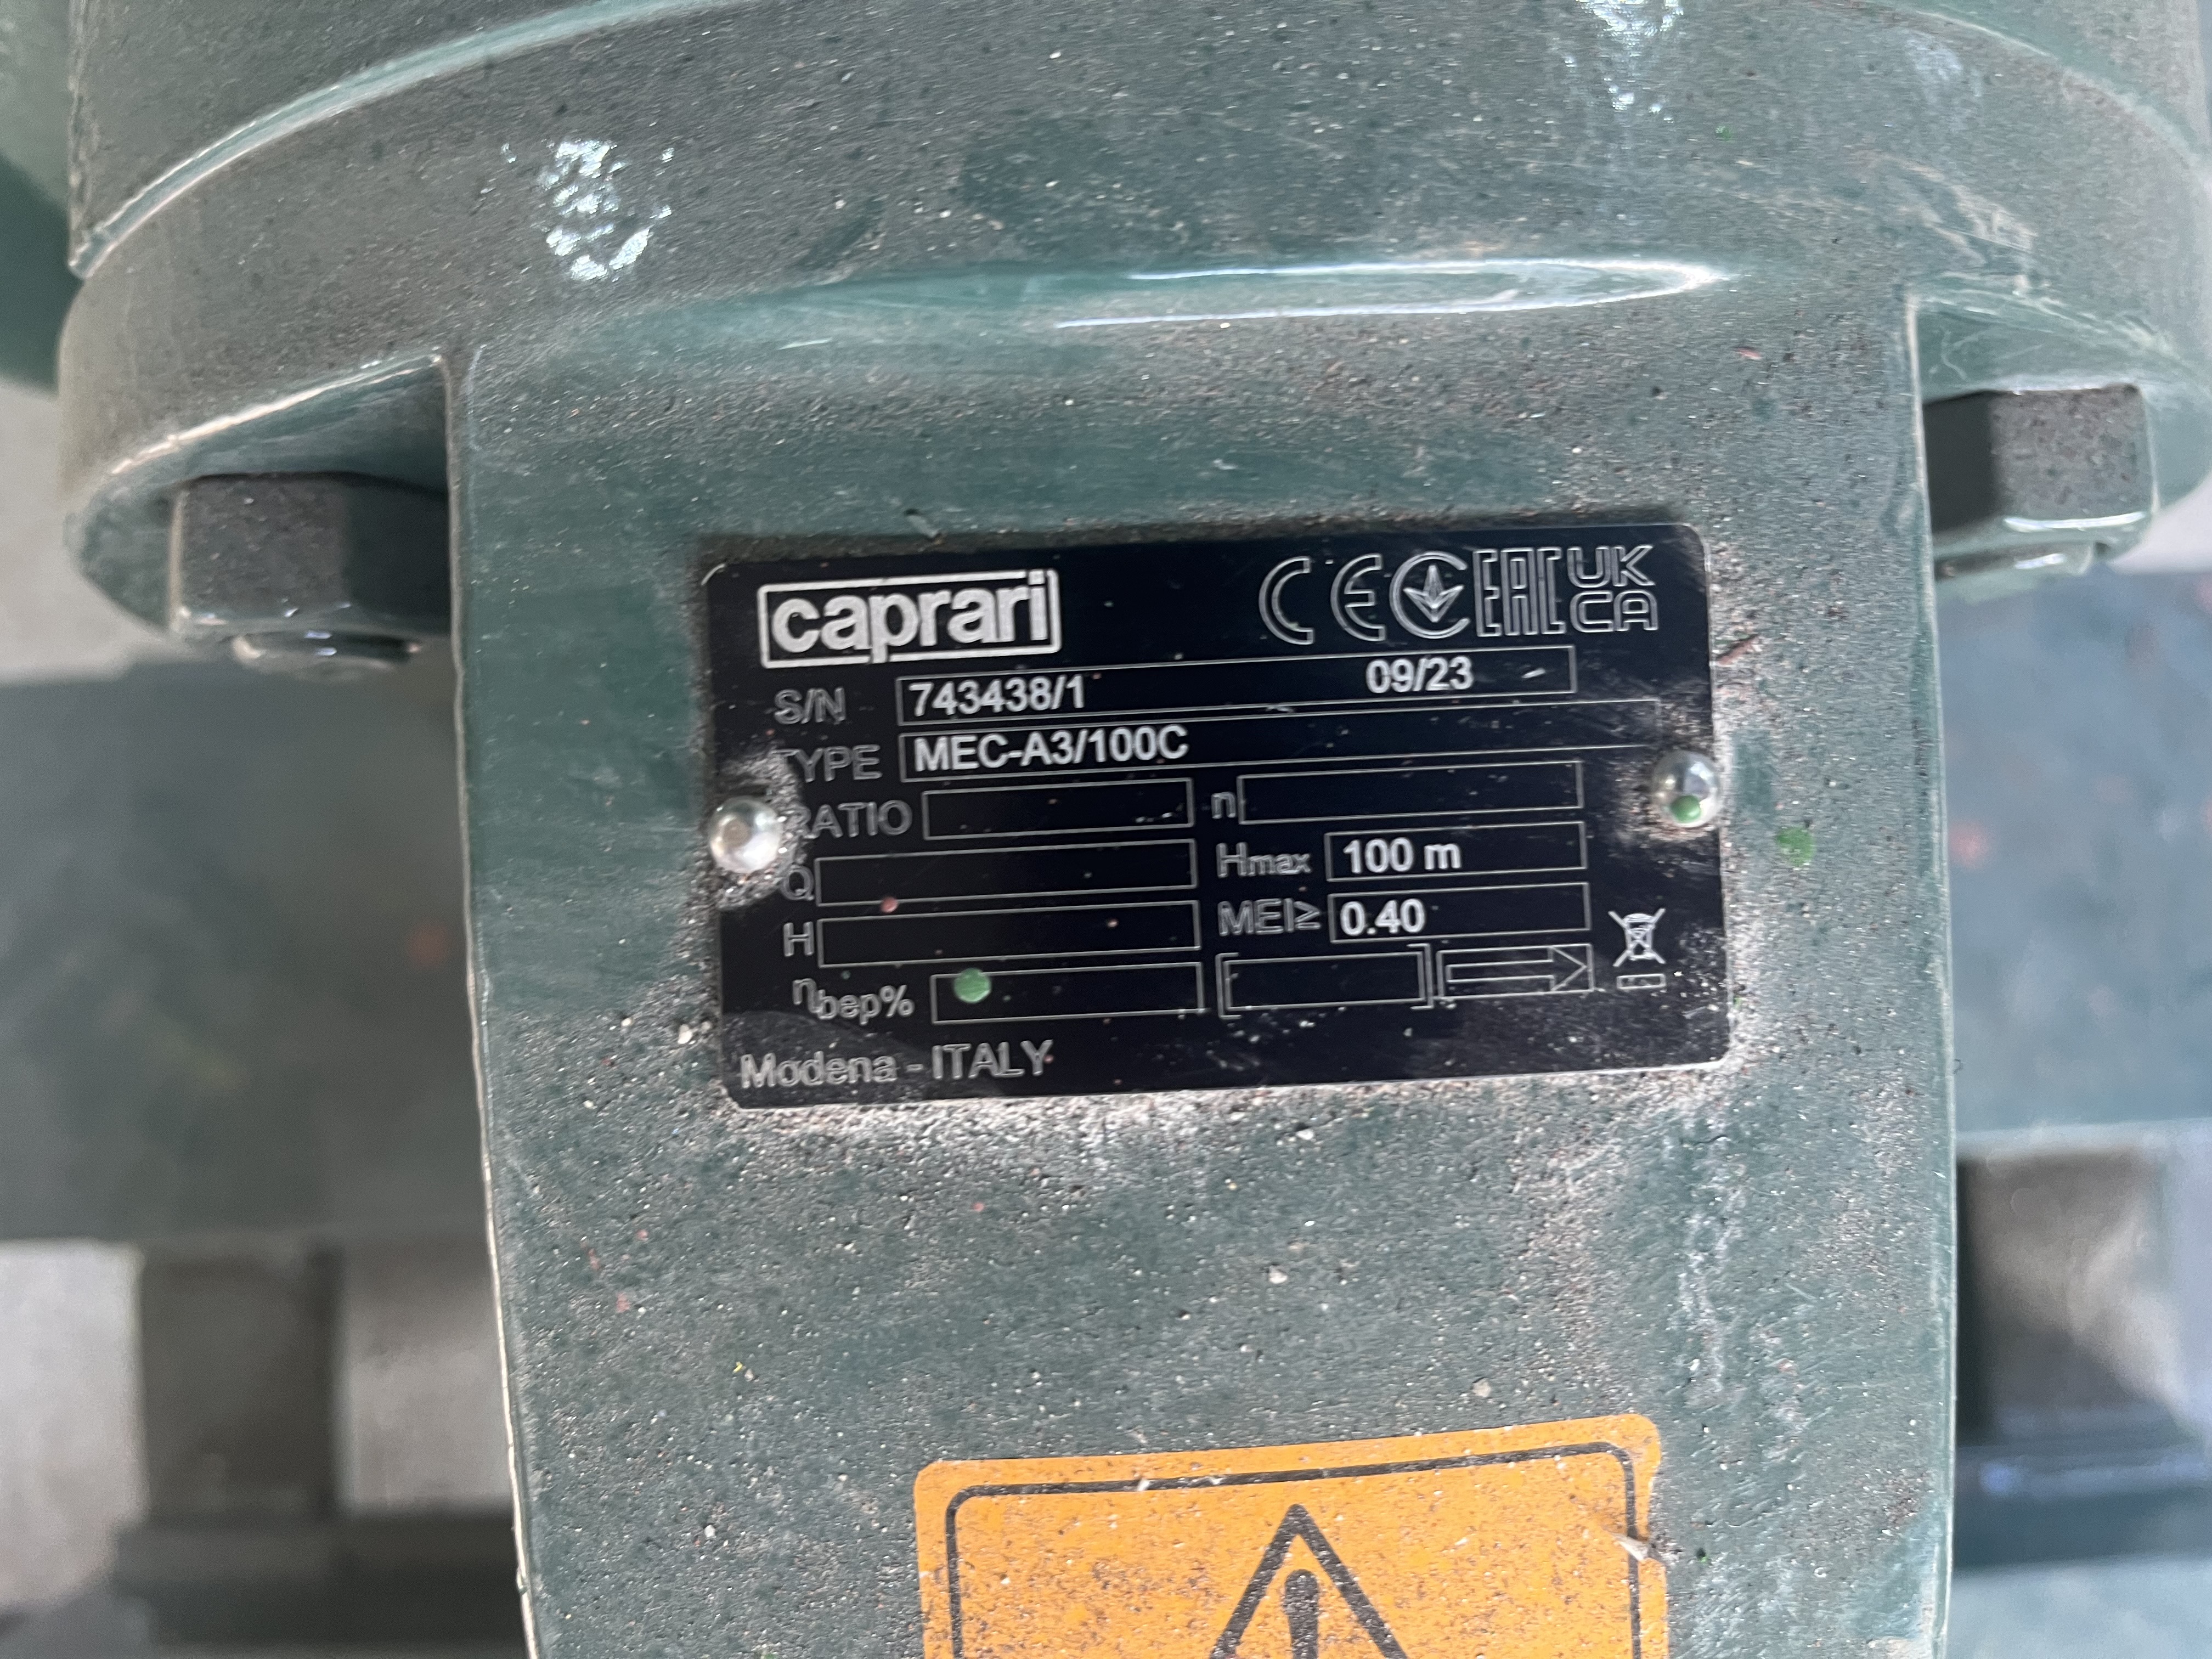 caprari CE EAC UK CA
S/N 743438/1 09/23
TYPE MEC-A3/100C
RATIO n
Q Hmax 100 m
H MEI≥ 0.40
ηbep%
Modena - ITALY